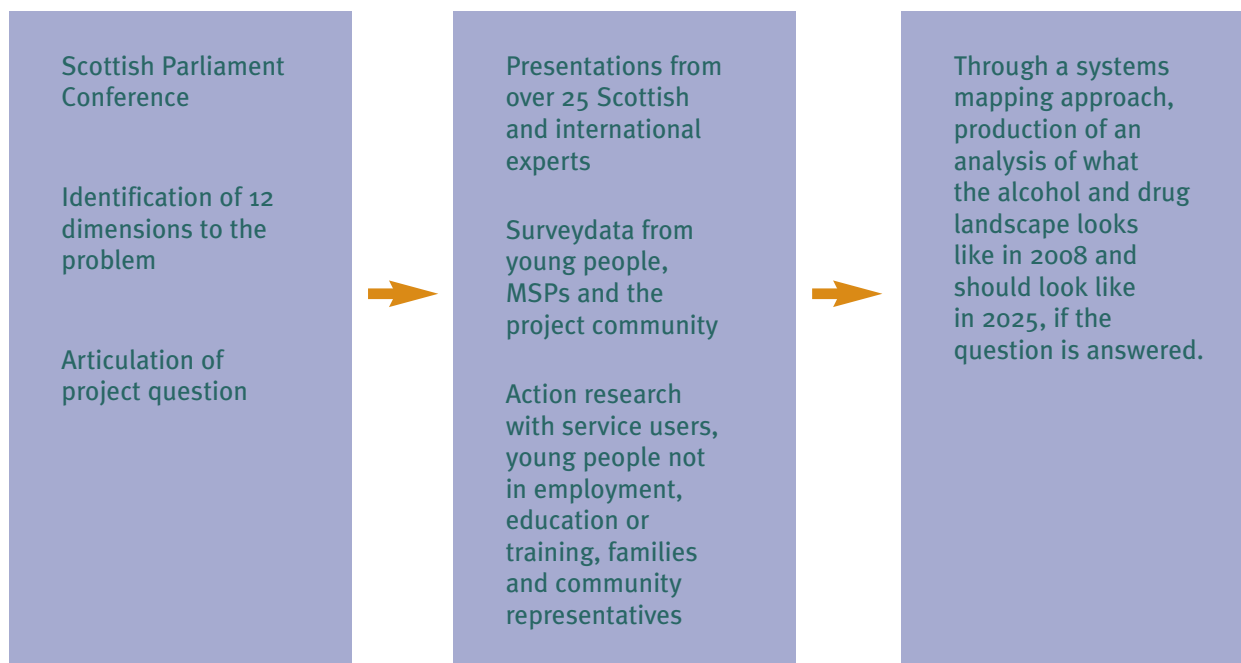 Scottish Parliament
Conference
Identification of 12
dimensions to the
problem
Articulation of
project question
Presentations from
over 25 Scottish
and international
experts
Surveydata from
young people,
MSPs and the
project community
Action research
with service users,
young people not
in employment,
education or
training, families
and community
representatives
Through a systems
mapping approach,
production of an
analysis of what
the alcohol and drug
landscape looks
like in 2008 and
should look like
in 2025, if the
question is answered.